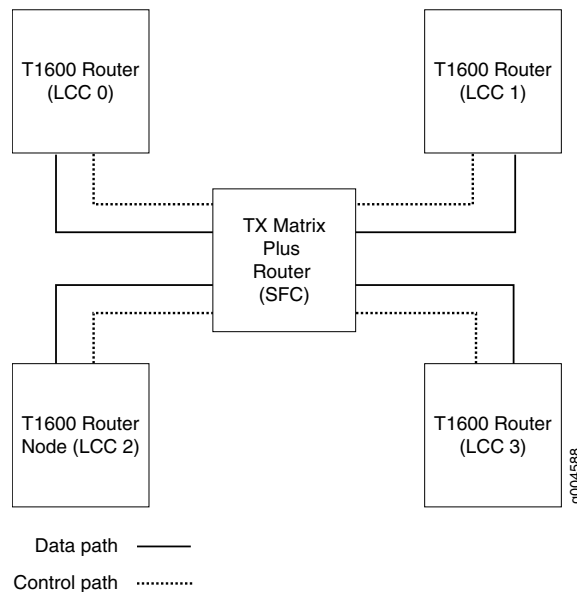 T1600 Router
(LCC 0)
T1600 Router
(LCC 1)
TX Matrix
Plus
Router
(SFC)
T1600 Router
Node (LCC 2)
T1600 Router
(LCC 3)
g004588
Data path
Control path